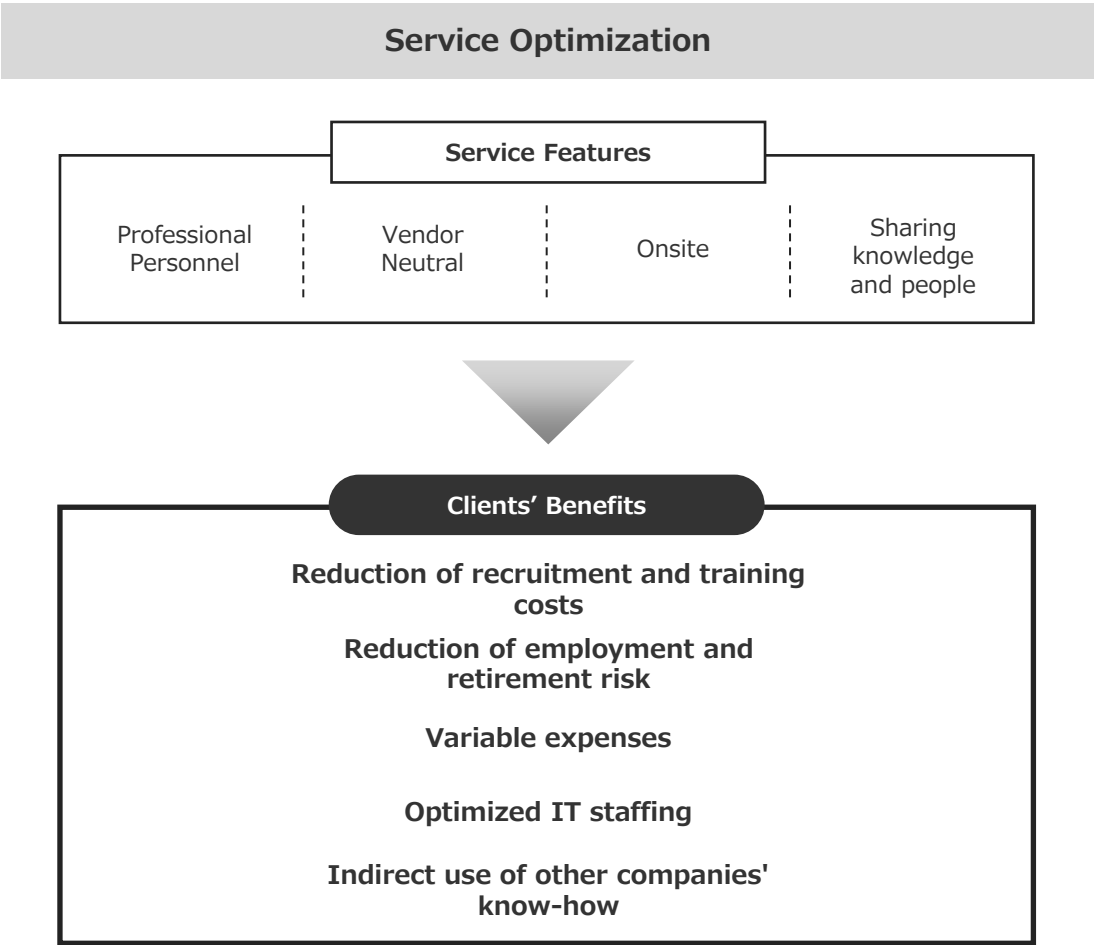 Service Optimization
Service Features
Professional
Personnel
Vendor
Neutral
Onsite
Sharing
knowledge
and people
Clients’ Benefits
Reduction of recruitment and training
costs
Reduction of employment and
retirement risk
Variable expenses
Optimized IT staffing
Indirect use of other companies'
know-how